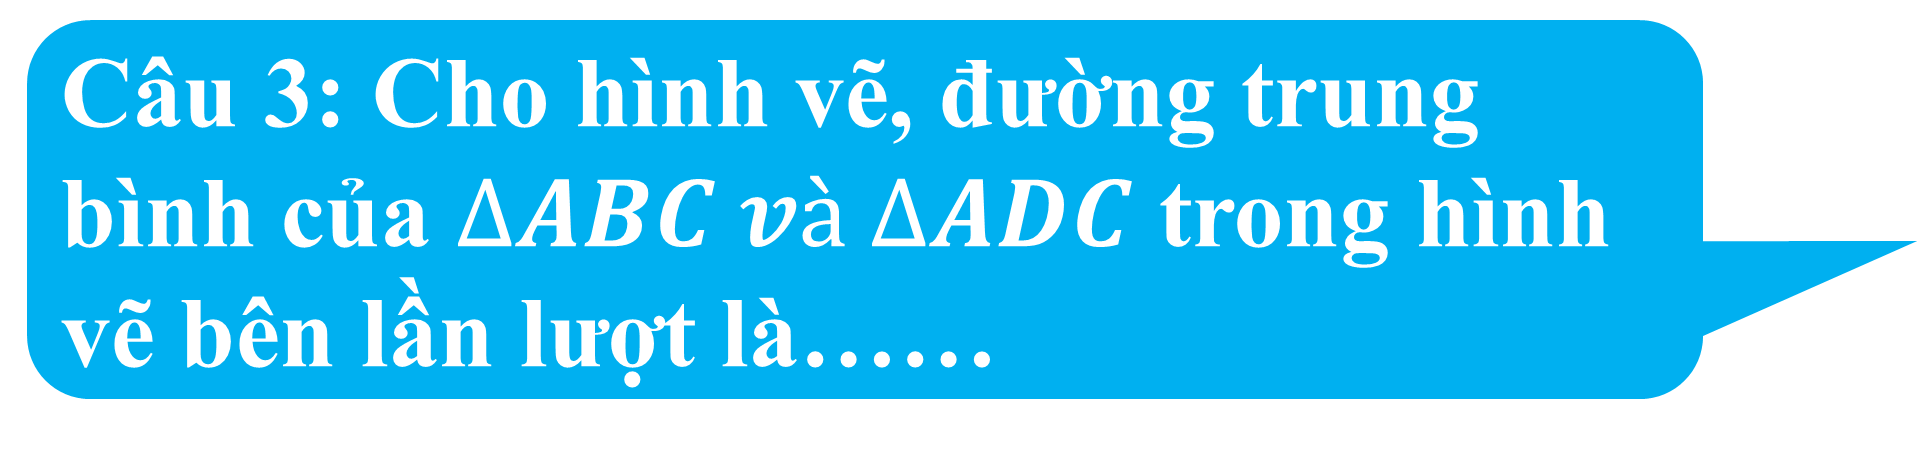 Câu 3: Cho hình vẽ, đường trung
bình của Δ𝑨𝑩𝑪 𝒗à Δ𝑨𝑫𝑪 trong hình
vẽ bên lần lượt là……